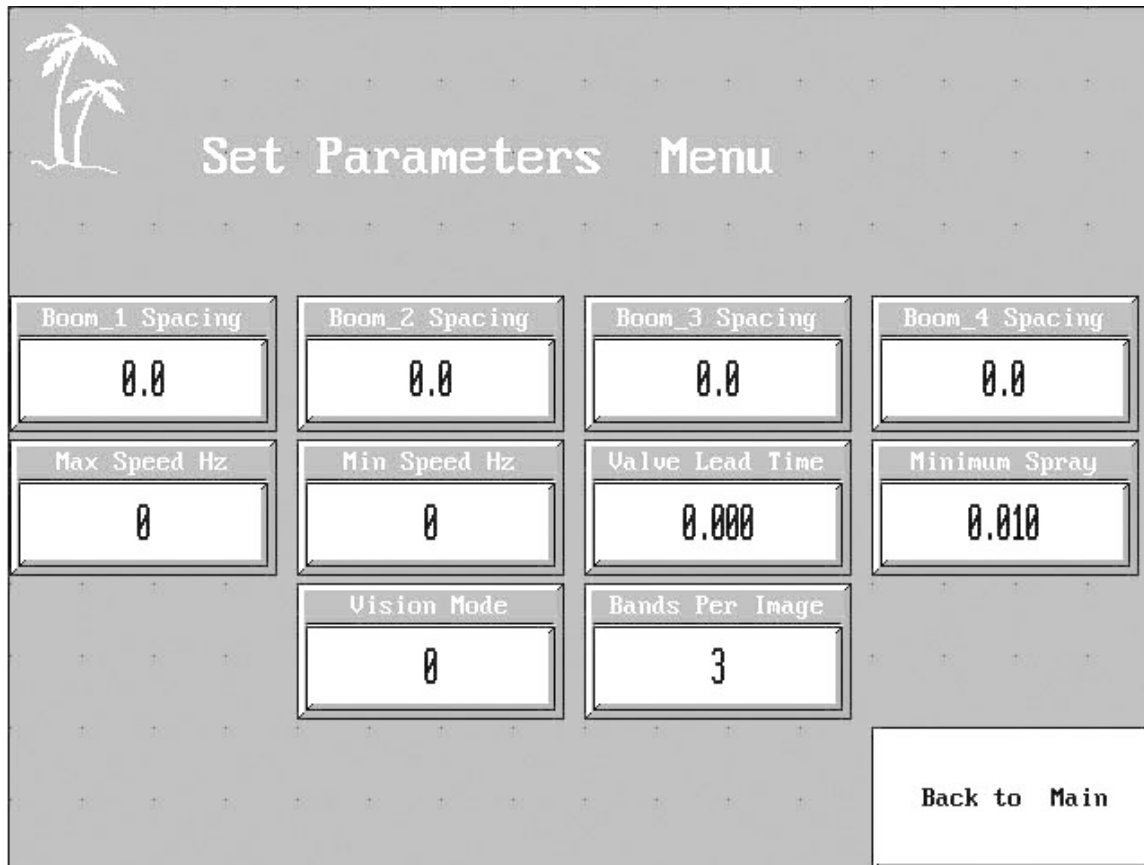 Set Parameters Menu
Boom_1 Spacing
0.0
Boom_2 Spacing
0.0
Boom_3 Spacing
0.0
Boom_4 Spacing
0.0
Max Speed Hz
0
Min Speed Hz
0
Valve Lead Time
0.000
Minimum Spray
0.010
Vision Mode
0
Bands Per Image
3
Back to Main